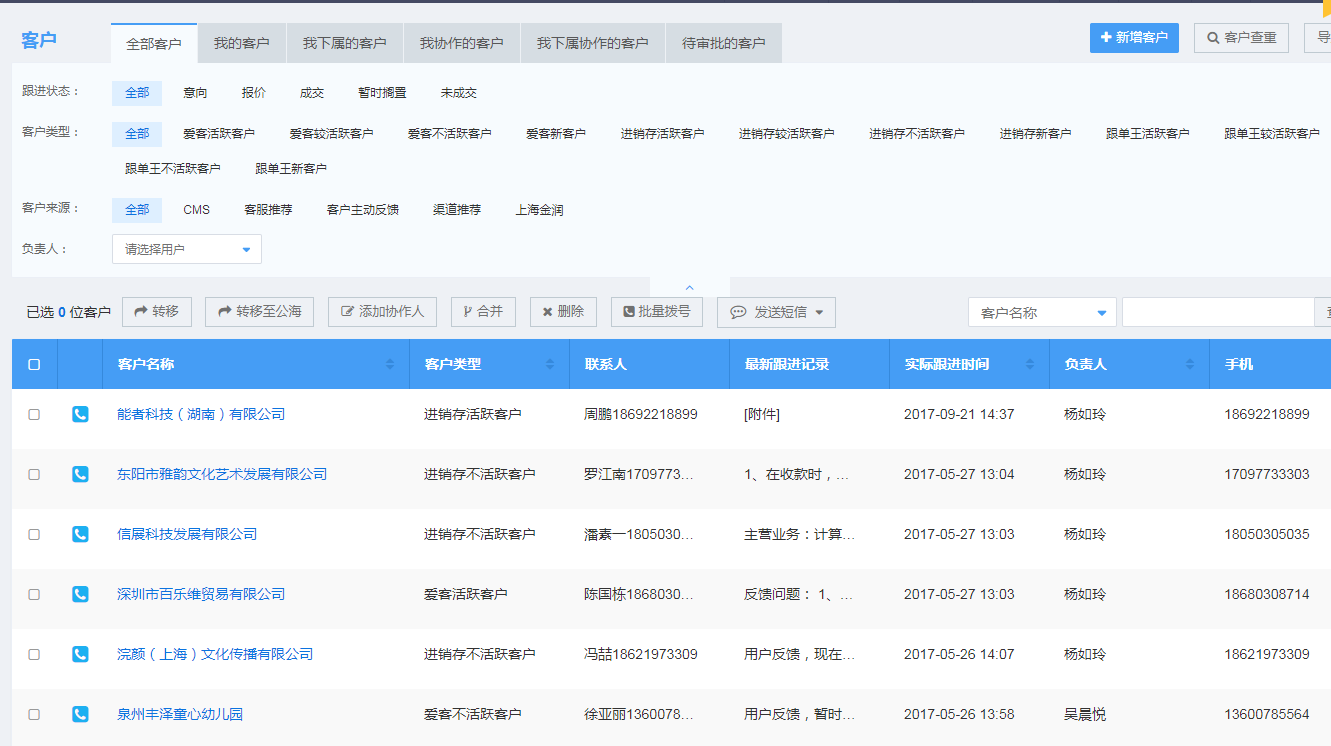 客户 全部客户 我的客户 我下属的客户 我协作的客户 我下属协作的客户 待审批的客户 新增客户 客户查重
跟进状态： 全部 意向 报价 成交 暂时搁置 未成交
客户类型： 全部 爱客活跃客户 爱客较活跃客户 爱客不活跃客户 爱客新客户 进销存活跃客户 进销存较活跃客户 进销存不活跃客户 进销存新客户 跟单王活跃客户 跟单王较活跃客户
跟单王不活跃客户 跟单王新客户
客户来源： 全部 CMS 客服推荐 客户主动反馈 渠道推荐 上海金润
负责人： 请选择用户
已选 0 位客户 转移 转移至公海 添加协作人 合并 删除 批量拨号 发送短信 客户名称
客户名称 客户类型 联系人 最新跟进记录 实际跟进时间 负责人 手机
能者科技（湖南）有限公司 进销存活跃客户 周鹏18692218899 [附件] 2017-09-21 14:37 杨如玲 18692218899
东阳市雅韵文化艺术发展有限公司 进销存不活跃客户 罗江南1709773... 1、在收款时，... 2017-05-27 13:04 杨如玲 17097733303
信展科技发展有限公司 进销存不活跃客户 潘素一1805030... 主营业务：计算... 2017-05-27 13:03 杨如玲 18050305035
深圳市百乐维贸易有限公司 爱客活跃客户 陈国栋1868030... 反馈问题： 1、... 2017-05-27 13:03 杨如玲 18680308714
浣颜（上海）文化传播有限公司 进销存不活跃客户 冯喆18621973309 用户反馈，现在... 2017-05-26 14:07 杨如玲 18621973309
泉州丰泽童心幼儿园 爱客不活跃客户 徐亚丽1360078... 用户反馈，暂时... 2017-05-26 13:58 吴晨悦 13600785564